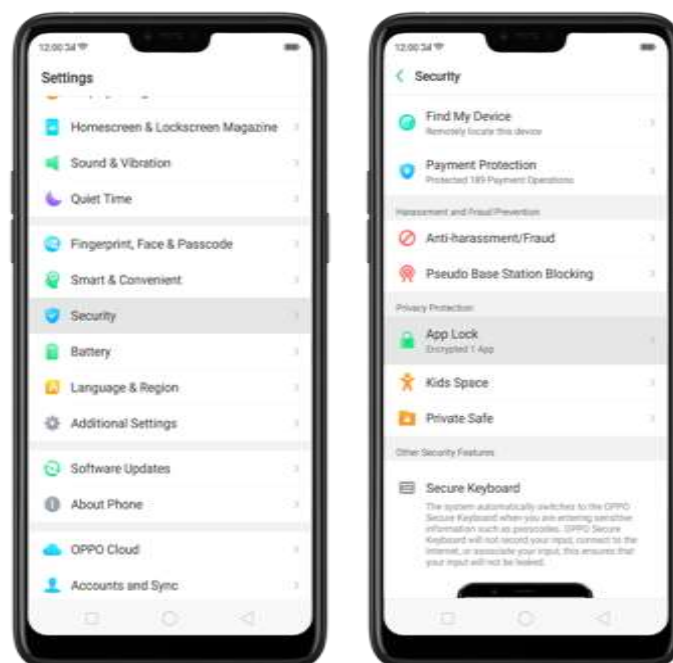 12:00
Settings
Homescreen & Lockscreen Magazine
Sound & Vibration
Quiet Time
Fingerprint, Face & Passcode
Smart & Convenient
Security
Battery
Language & Region
Additional Settings
Software Updates
About Phone
OPPO Cloud
Accounts and Sync
12:00
Security
Find My Device
Remotely locate this device
Payment Protection
Protected 189 Payment Operations
Harassment and Fraud Prevention
Anti-harassment/Fraud
Pseudo Base Station Blocking
Privacy Protection
App Lock
Encrypted 1 App
Kids Space
Private Safe
Other Security Features
Secure Keyboard
The system automatically switches to the OPPO
Secure Keyboard when you are entering sensitive
information such as passcodes. OPPO Secure
Keyboard will not record your input, connect to the
Internet, or associate your input, this ensures that
your input will not be leaked.